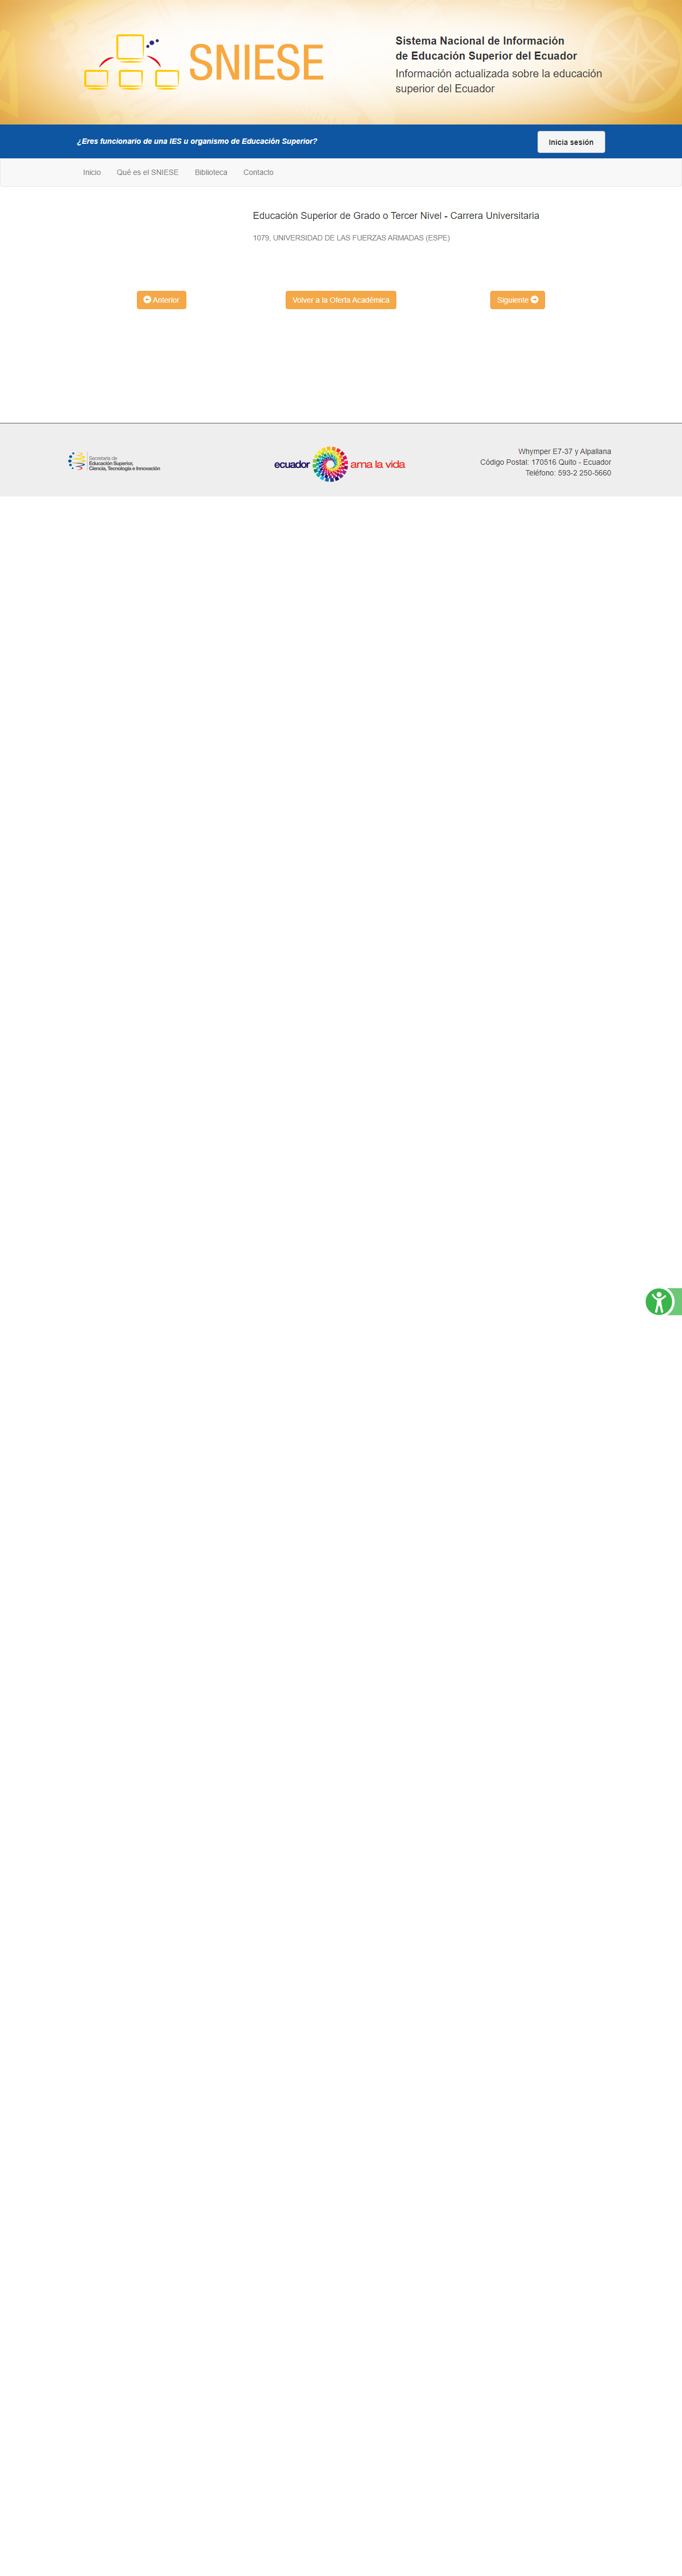 SNIESE
Sistema Nacional de Información
de Educación Superior del Ecuador
Información actualizada sobre la educación
superior del Ecuador
¿Eres funcionario de una IES u organismo de Educación Superior?
Inicia sesión
Inicio Qué es el SNIESE Biblioteca Contacto
Educación Superior de Grado o Tercer Nivel - Carrera Universitaria
1079, UNIVERSIDAD DE LAS FUERZAS ARMADAS (ESPE)
Anterior Volver a la Oferta Académica Siguiente
Secretaría de
Educación Superior,
Ciencia, Tecnología e Innovación
ecuador ama la vida
Whymper E7-37 y Alpallana
Código Postal: 170516 Quito - Ecuador
Teléfono: 593-2 250-5660